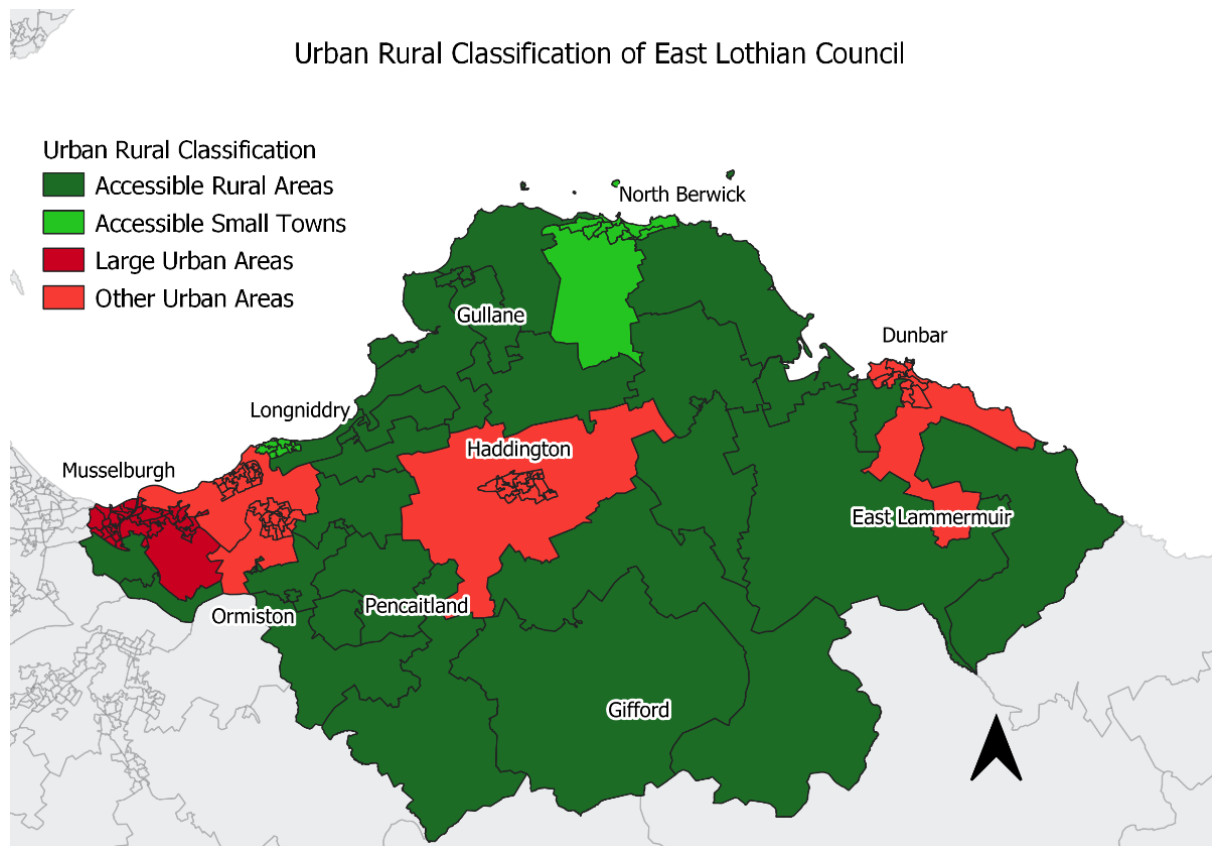 Urban Rural Classification of East Lothian Council
Urban Rural Classification
Accessible Rural Areas
Accessible Small Towns
Large Urban Areas
Other Urban Areas
North Berwick
Gullane
Dunbar
Longniddry
Haddington
Musselburgh
East Lammermuir
Pencaitland
Ormiston
Gifford